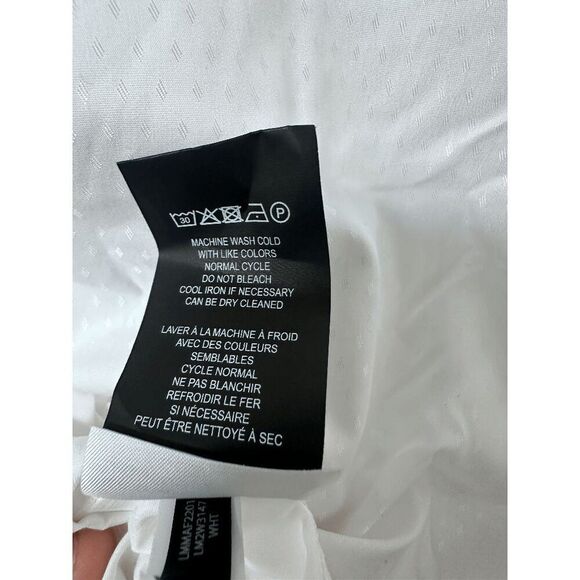 30 P
MACHINE WASH COLD
WITH LIKE COLORS
NORMAL CYCLE
DO NOT BLEACH
COOL IRON IF NECESSARY
CAN BE DRY CLEANED
LAVER À LA MACHINE À FROID
AVEC DES COULEURS
SEMBLABLES
CYCLE NORMAL
NE PAS BLANCHIR
REFROIDIR LE FER
SI NÉCESSAIRE
PEUT ÊTRE NETTOYÉ À SEC
LMMAF2201
LM2W3147
WHT